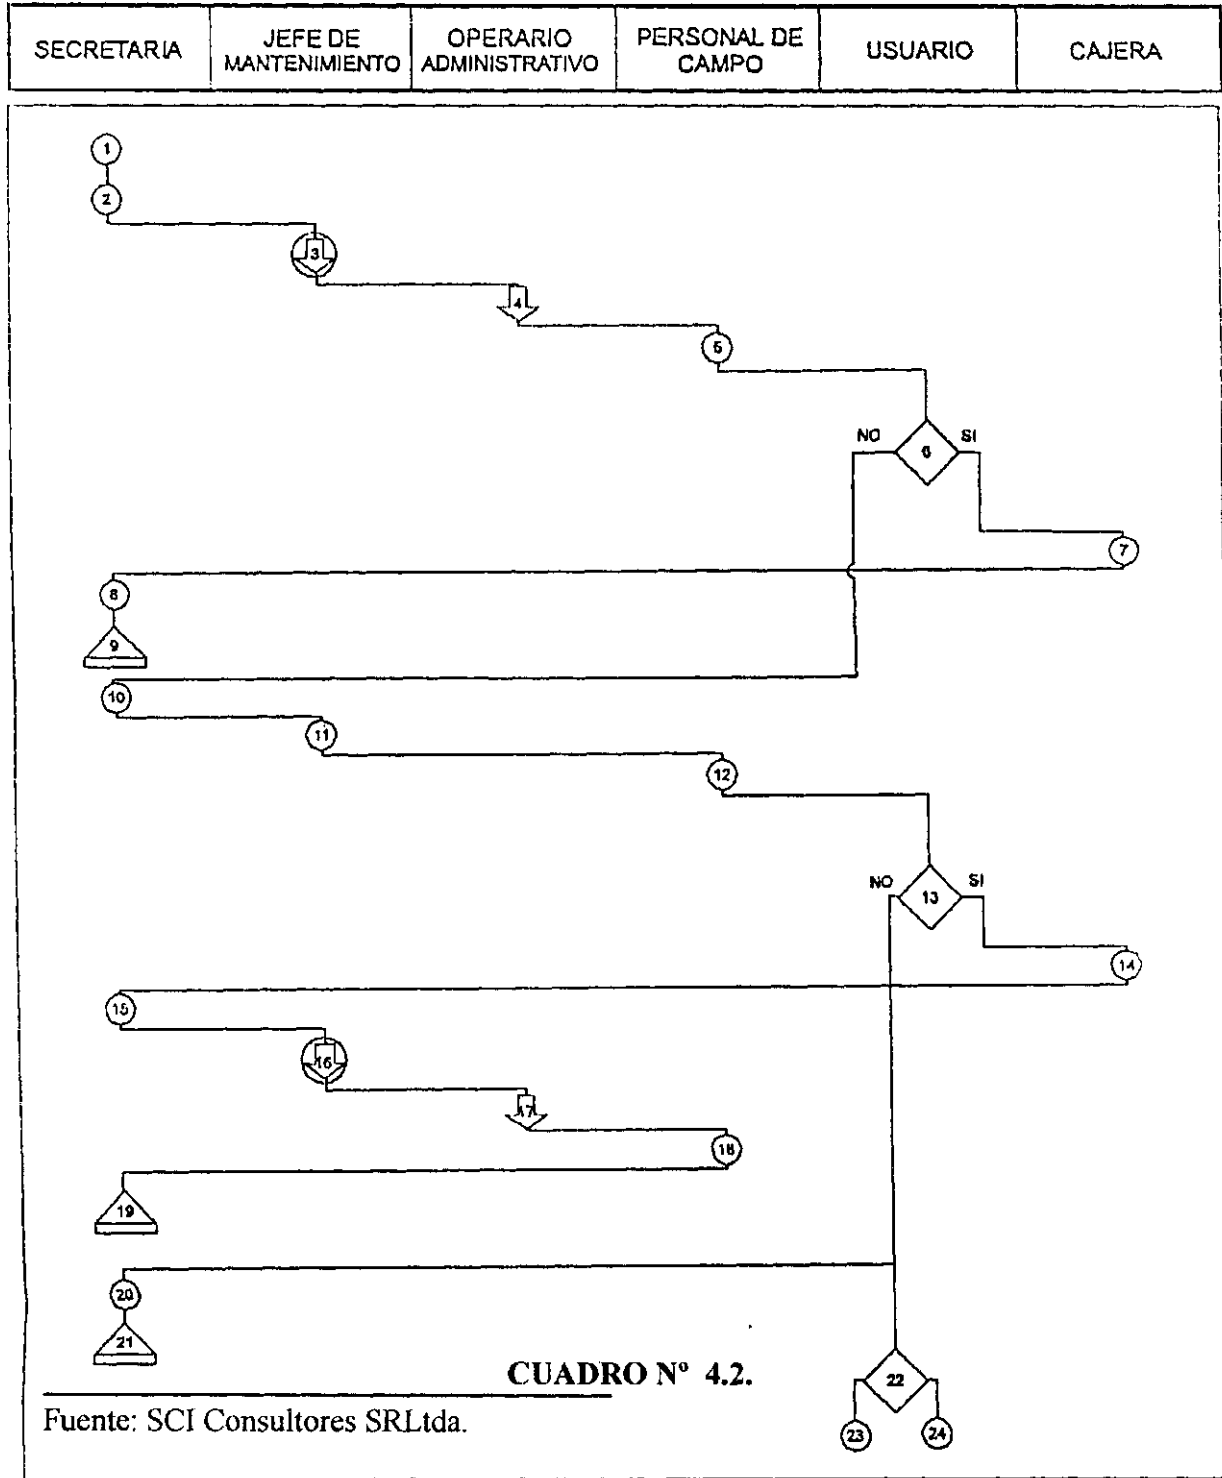 SECRETARIA
JEFE DE
MANTENIMIENTO
OPERARIO
ADMINISTRATIVO
PERSONAL DE
CAMPO
USUARIO
CAJERA
1
2
3
4
5
NO
6
SI
7
8
9
10
11
12
NO
13
SI
14
15
16
17
18
19
20
21
22
23
24
CUADRO Nº 4.2.
Fuente: SCI Consultores SRLtda.